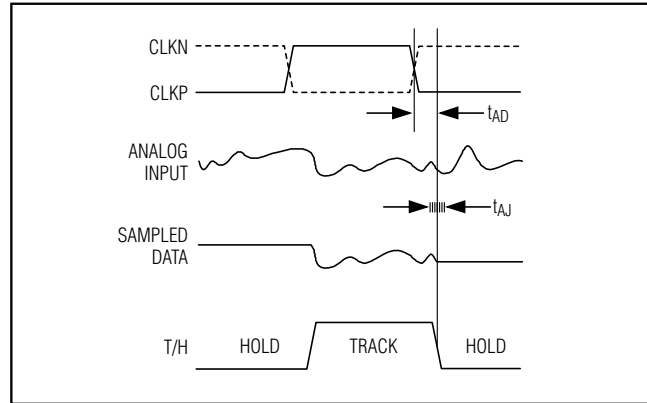 CLKN
CLKP
tAD
ANALOG
INPUT
tAJ
SAMPLED
DATA
T/H
HOLD
TRACK
HOLD